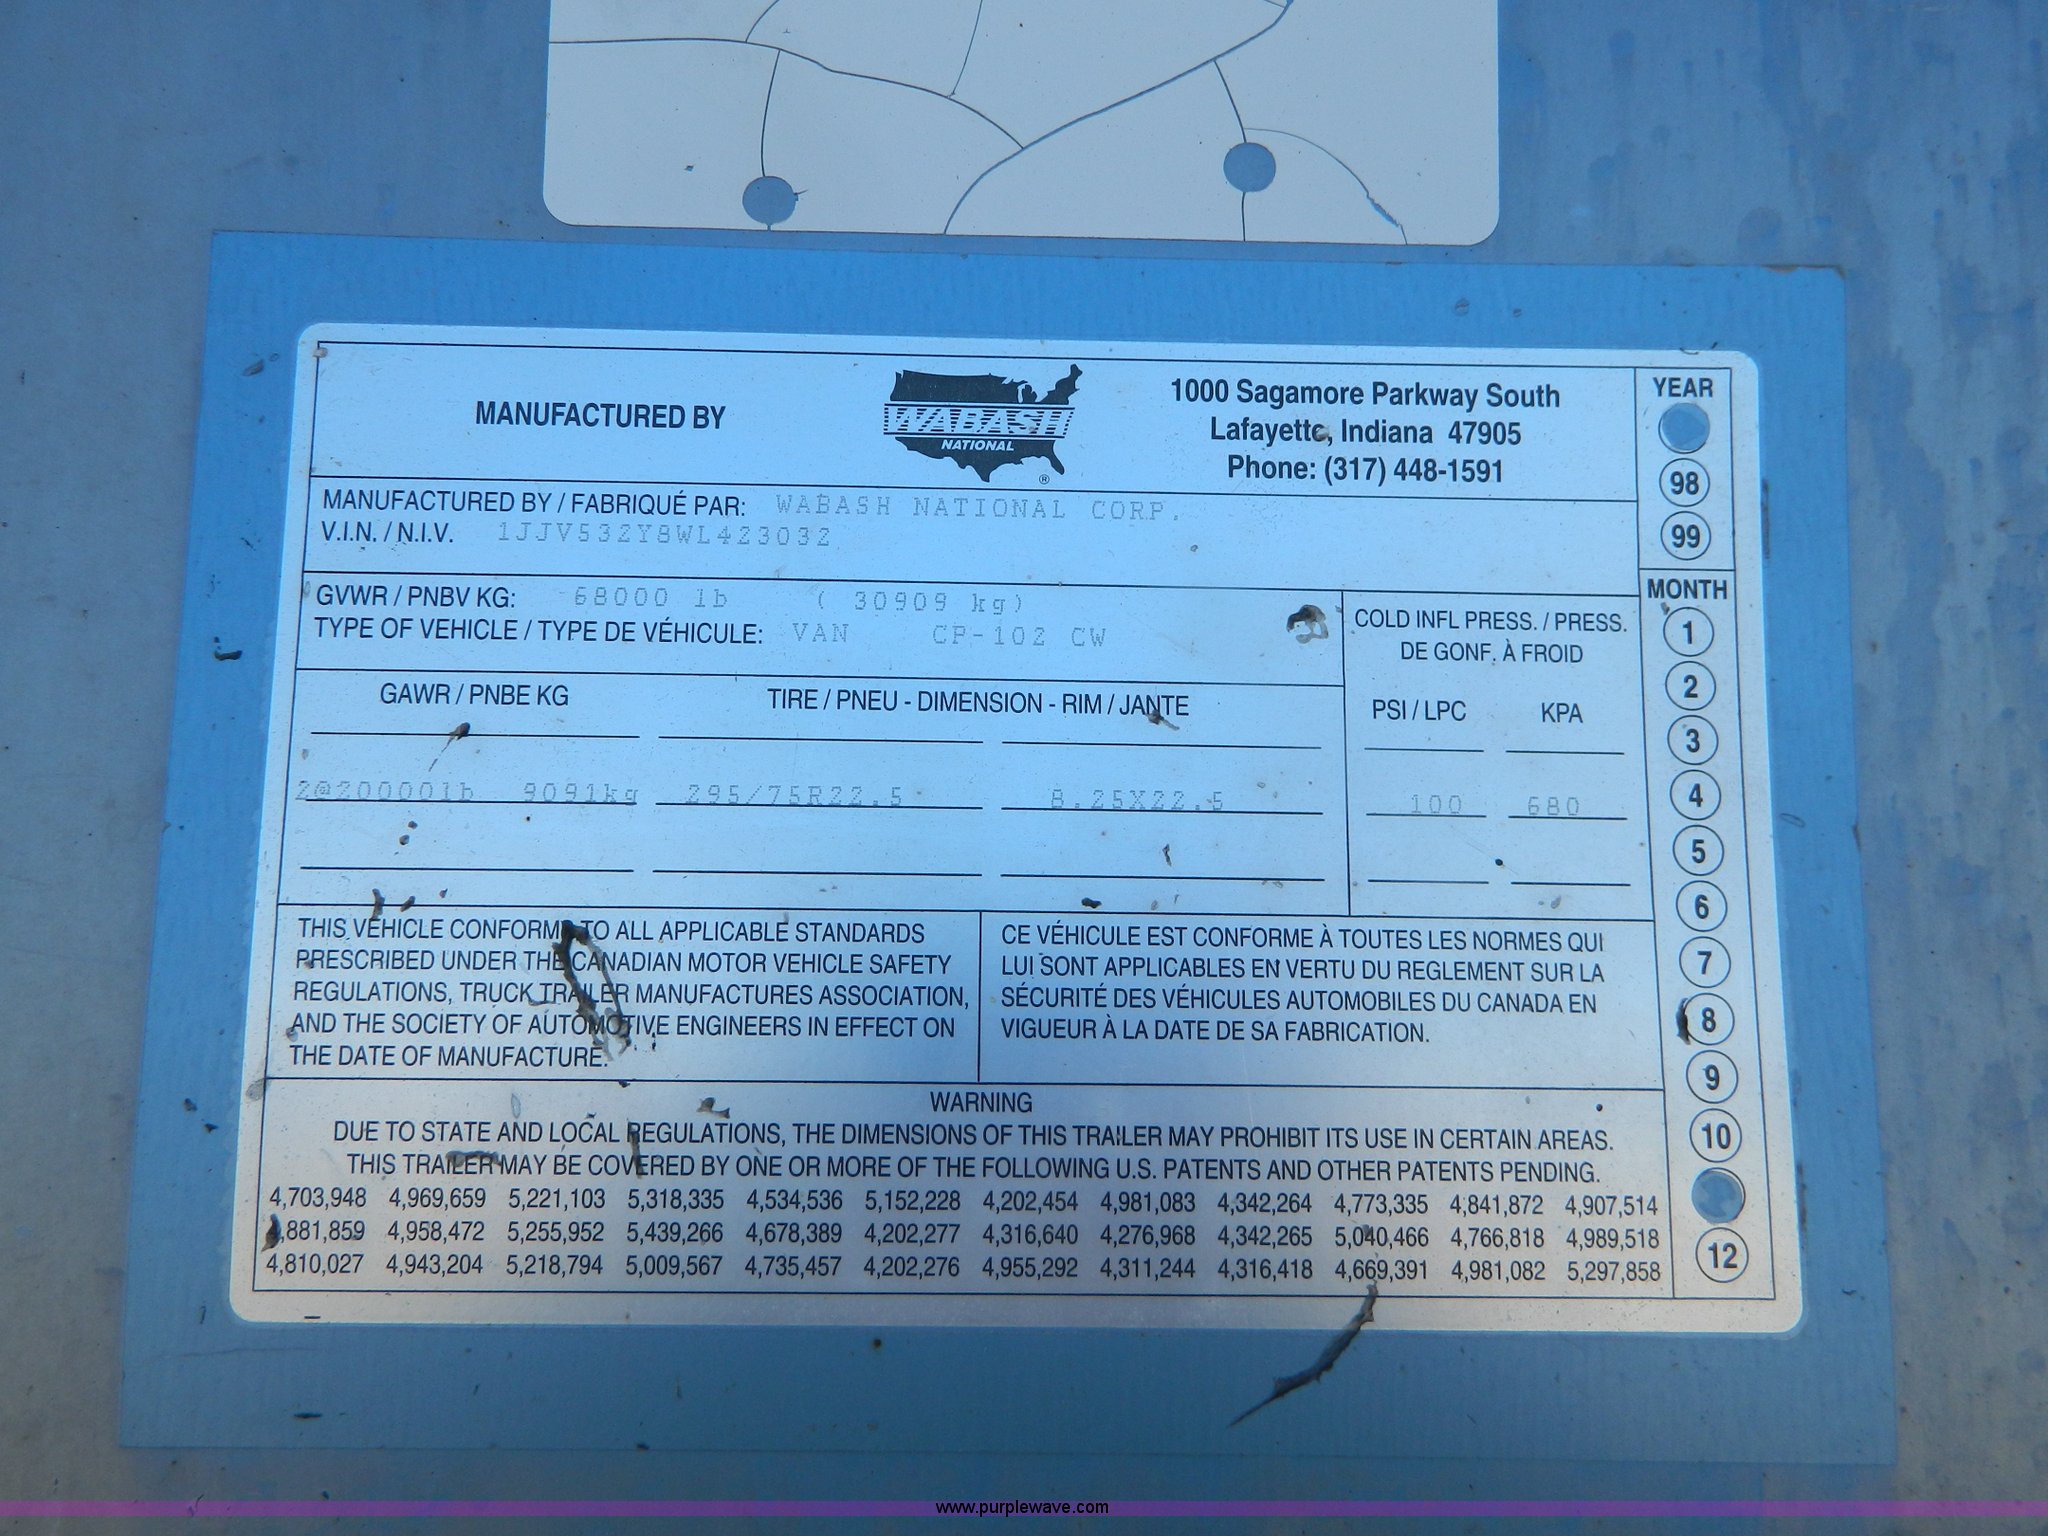 MANUFACTURED BY
WABASH
NATIONAL
®
1000 Sagamore Parkway South
Lafayette, Indiana 47905
Phone: (317) 448-1591
YEAR
98
99
MANUFACTURED BY / FABRIQUÉ PAR: WABASH NATIONAL CORP.
V.I.N. / N.I.V. 1JJV532Y8WL423032
GVWR / PNBV KG: 68000 lb ( 30909 kg)
TYPE OF VEHICLE / TYPE DE VÉHICULE: VAN CP-102 CW
COLD INFL PRESS. / PRESS.
DE GONF. À FROID
GAWR / PNBE KG TIRE / PNEU - DIMENSION - RIM / JANTE PSI / LPC KPA
2@20000lb 9091kg 295/75R22.5 8.25X22.5 100 680
MONTH
1
2
3
4
5
6
7
8
9
10
12
THIS VEHICLE CONFORMS TO ALL APPLICABLE STANDARDS
PRESCRIBED UNDER THE CANADIAN MOTOR VEHICLE SAFETY
REGULATIONS, TRUCK TRAILER MANUFACTURES ASSOCIATION,
AND THE SOCIETY OF AUTOMOTIVE ENGINEERS IN EFFECT ON
THE DATE OF MANUFACTURE.
CE VÉHICULE EST CONFORME À TOUTES LES NORMES QUI
LUI SONT APPLICABLES EN VERTU DU REGLEMENT SUR LA
SÉCURITÉ DES VÉHICULES AUTOMOBILES DU CANADA EN
VIGUEUR À LA DATE DE SA FABRICATION.
WARNING
DUE TO STATE AND LOCAL REGULATIONS, THE DIMENSIONS OF THIS TRAILER MAY PROHIBIT ITS USE IN CERTAIN AREAS.
THIS TRAILER MAY BE COVERED BY ONE OR MORE OF THE FOLLOWING U.S. PATENTS AND OTHER PATENTS PENDING.
4,703,948 4,969,659 5,221,103 5,318,335 4,534,536 5,152,228 4,202,454 4,981,083 4,342,264 4,773,335 4,841,872 4,907,514
,881,859 4,958,472 5,255,952 5,439,266 4,678,389 4,202,277 4,316,640 4,276,968 4,342,265 5,040,466 4,766,818 4,989,518
4,810,027 4,943,204 5,218,794 5,009,567 4,735,457 4,202,276 4,955,292 4,311,244 4,316,418 4,669,391 4,981,082 5,297,858
www.purplewave.com